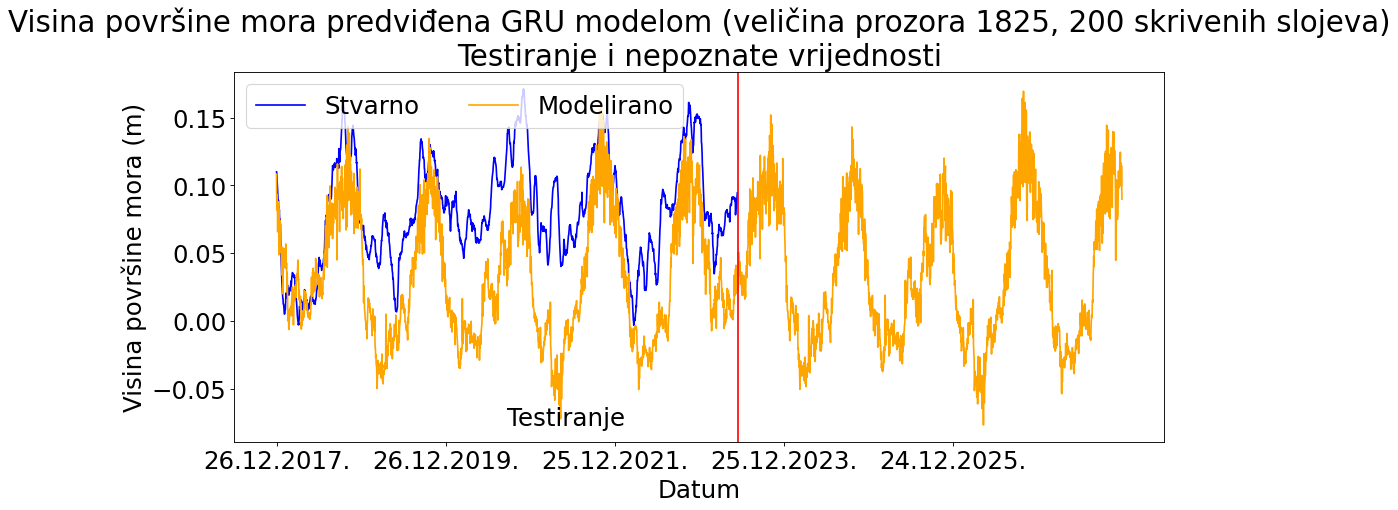 Visina površine mora predviđena GRU modelom (veličina prozora 1825, 200 skrivenih slojeva)
Testiranje i nepoznate vrijednosti
Stvarno Modelirano
Visina površine mora (m)
0.15
0.10
0.05
0.00
−0.05
Testiranje
26.12.2017. 26.12.2019. 25.12.2021. 25.12.2023. 24.12.2025.
Datum